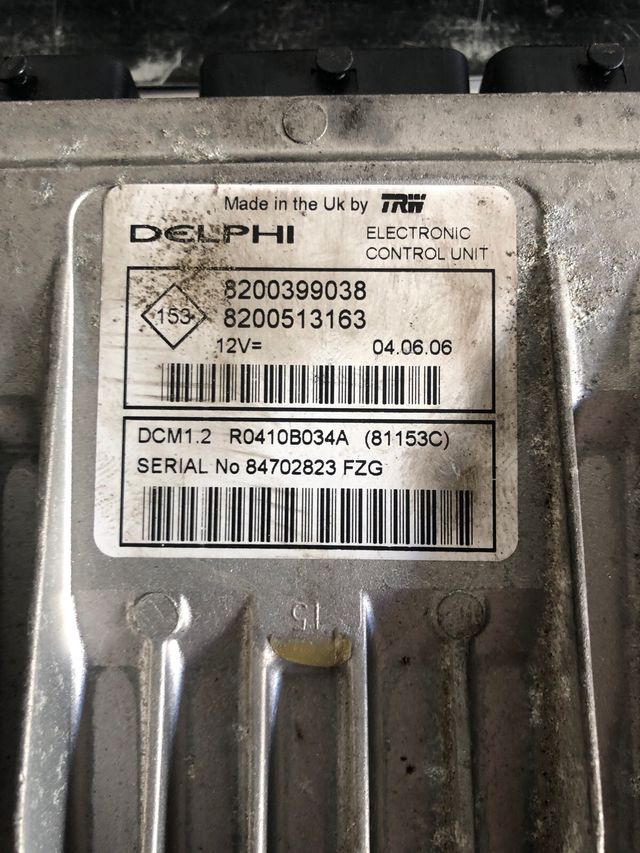 Made in the Uk by TRW
DELPHI
ELECTRONIC
CONTROL UNIT
8200399038
153
8200513163
12V= 04.06.06
DCM1.2 R0410B034A (81153C)
SERIAL No 84702823 FZG
15